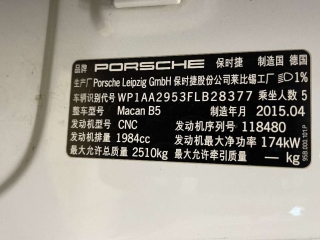 品牌 PORSCHE 保时捷 制造国 德国
生产厂 Porsche Leipzig GmbH 保时捷股份公司莱比锡工厂 1%
车辆识别代号 WP1AA2953FLB28377 乘坐人数 5
整车型号 Macan B5 制造年月 2015.04
发动机型号 CNC 发动机号 118480
发动机排量 1984cc 发动机最大净功率 174kW
最大允许总质量 2510kg 最大允许牵引质量 — kg
95B.000.101.P